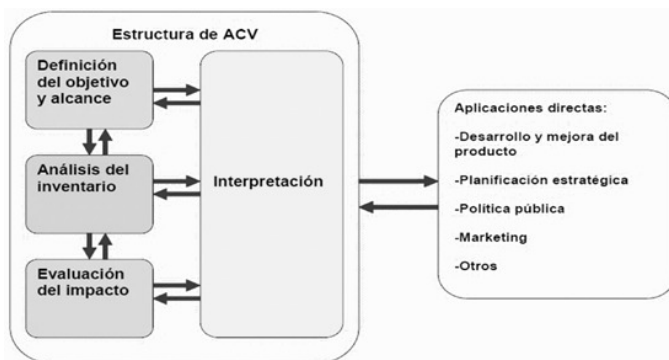 Estructura de ACV
Definición
del objetivo
y alcance
Análisis del
inventario
Evaluación
del impacto
Interpretación
Aplicaciones directas:
-Desarrollo y mejora del
producto
-Planificación estratégica
-Política pública
-Marketing
-Otros